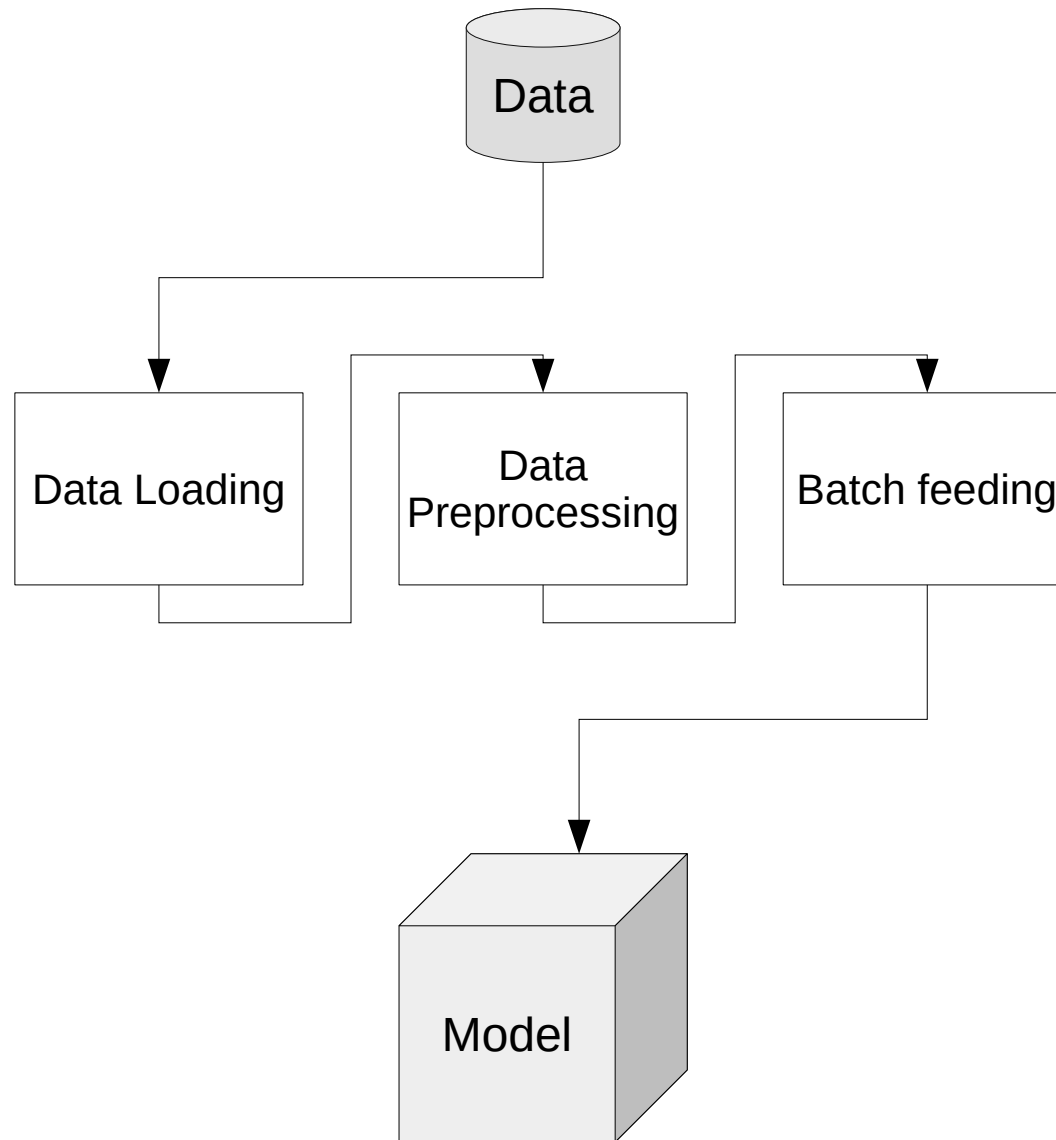 Data
Data Loading
Data
Preprocessing
Batch feeding
Model